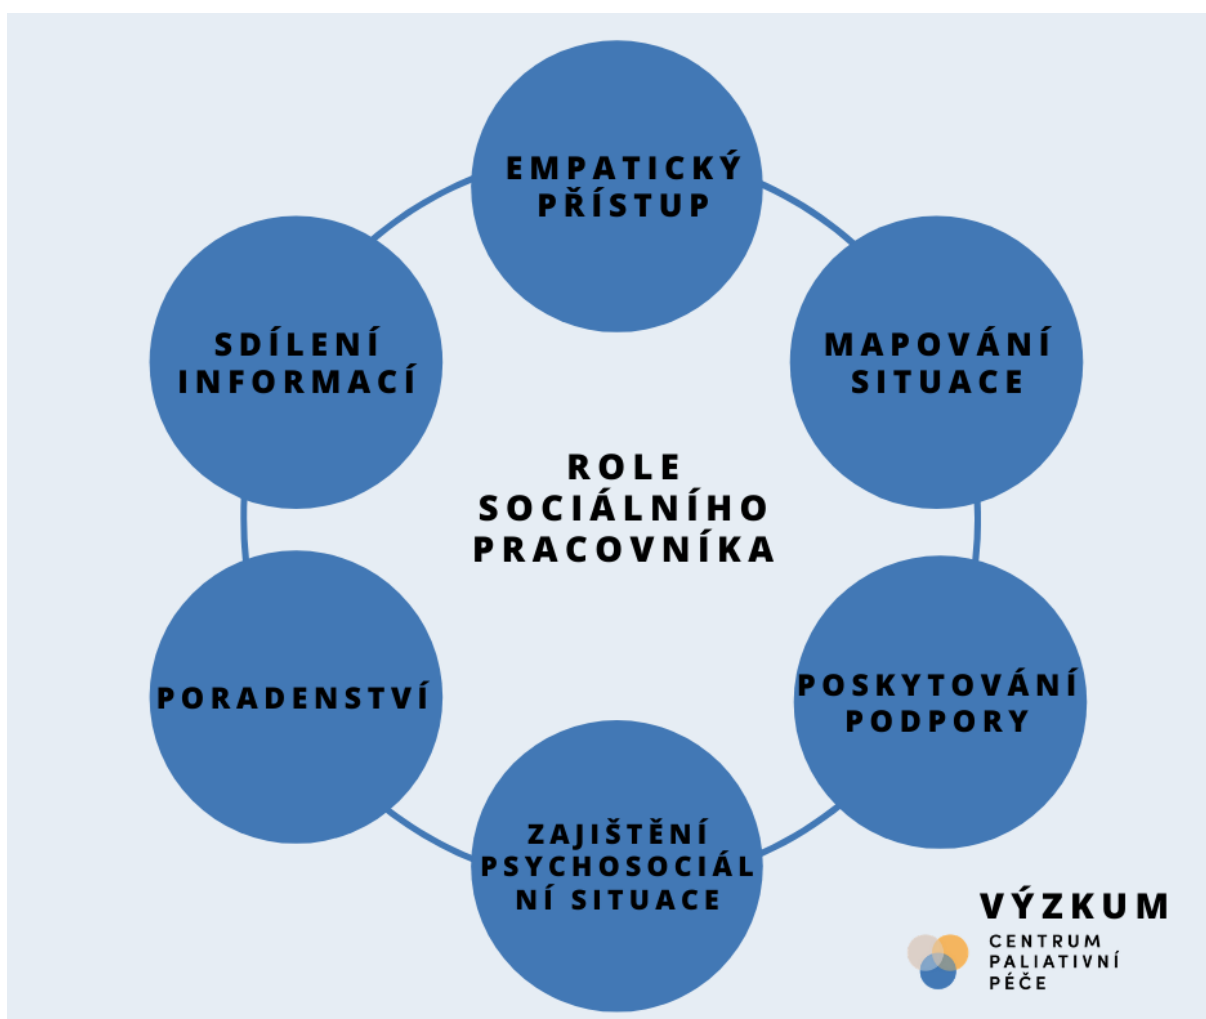 EMPATICKÝ
PŘÍSTUP
SDÍLENÍ
INFORMACÍ
MAPOVÁNÍ
SITUACE
ROLE
SOCIÁLNÍHO
PRACOVNÍKA
PORADENSTVÍ
POSKYTOVÁNÍ
PODPORY
ZAJIŠTĚNÍ
PSYCHOSOCIÁL
NÍ SITUACE
VÝZKUM
CENTRUM
PALIATIVNÍ
PÉČE